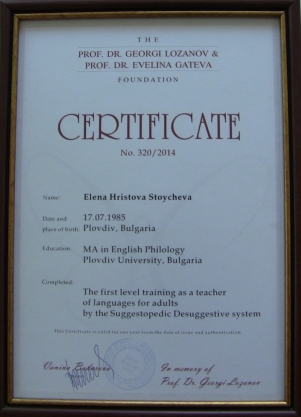 THE
PROF. DR. GEORGI LOZANOV &
PROF. DR. EVELINA GATEVA
FOUNDATION
CERTIFICATE
No. 320/2014
Name: Elena Hristova Stoycheva
Date and 17.07.1985
place of birth: Plovdiv, Bulgaria
Education: MA in English Philology
Plovdiv University, Bulgaria
Completed:
The first level training as a teacher
of languages for adults
by the Suggestopedic Desuggestive system
This Certificate is valid for one year from the date of issue and authentication
In memory of
Prof. Dr. Georgi Lozanov